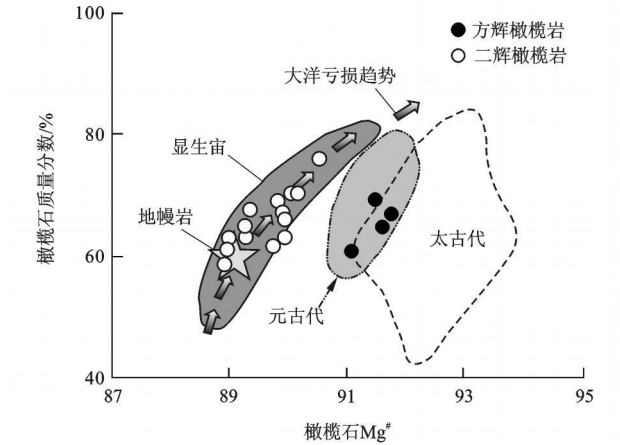 100
80
60
40
橄榄石质量分数/%
方辉橄榄岩
二辉橄榄岩
大洋亏损趋势
显生宙
地幔岩
太古代
元古代
87
89
91
93
95
橄榄石Mg#